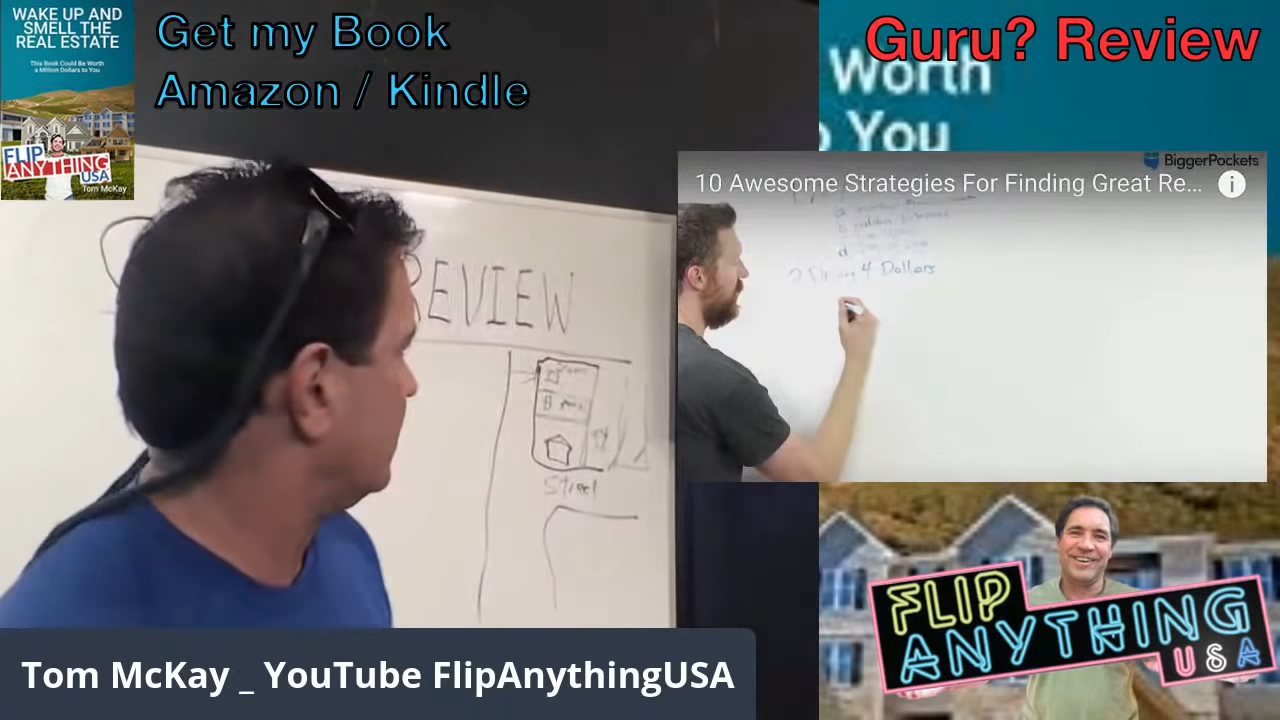 WAKE UP AND
SMELL THE
REAL ESTATE
This Book Could Be Worth
a Million Dollars to You
FLIP
ANYTHING
USA
Tom McKay
Get my Book
Amazon / Kindle
Guru? Review
Worth
You
BiggerPockets
10 Awesome Strategies For Finding Great Re...
i
d
4 Dollars
REVIEW
B
Street
FLIP
ANYTHING
USA
Tom McKay _ YouTube FlipAnythingUSA